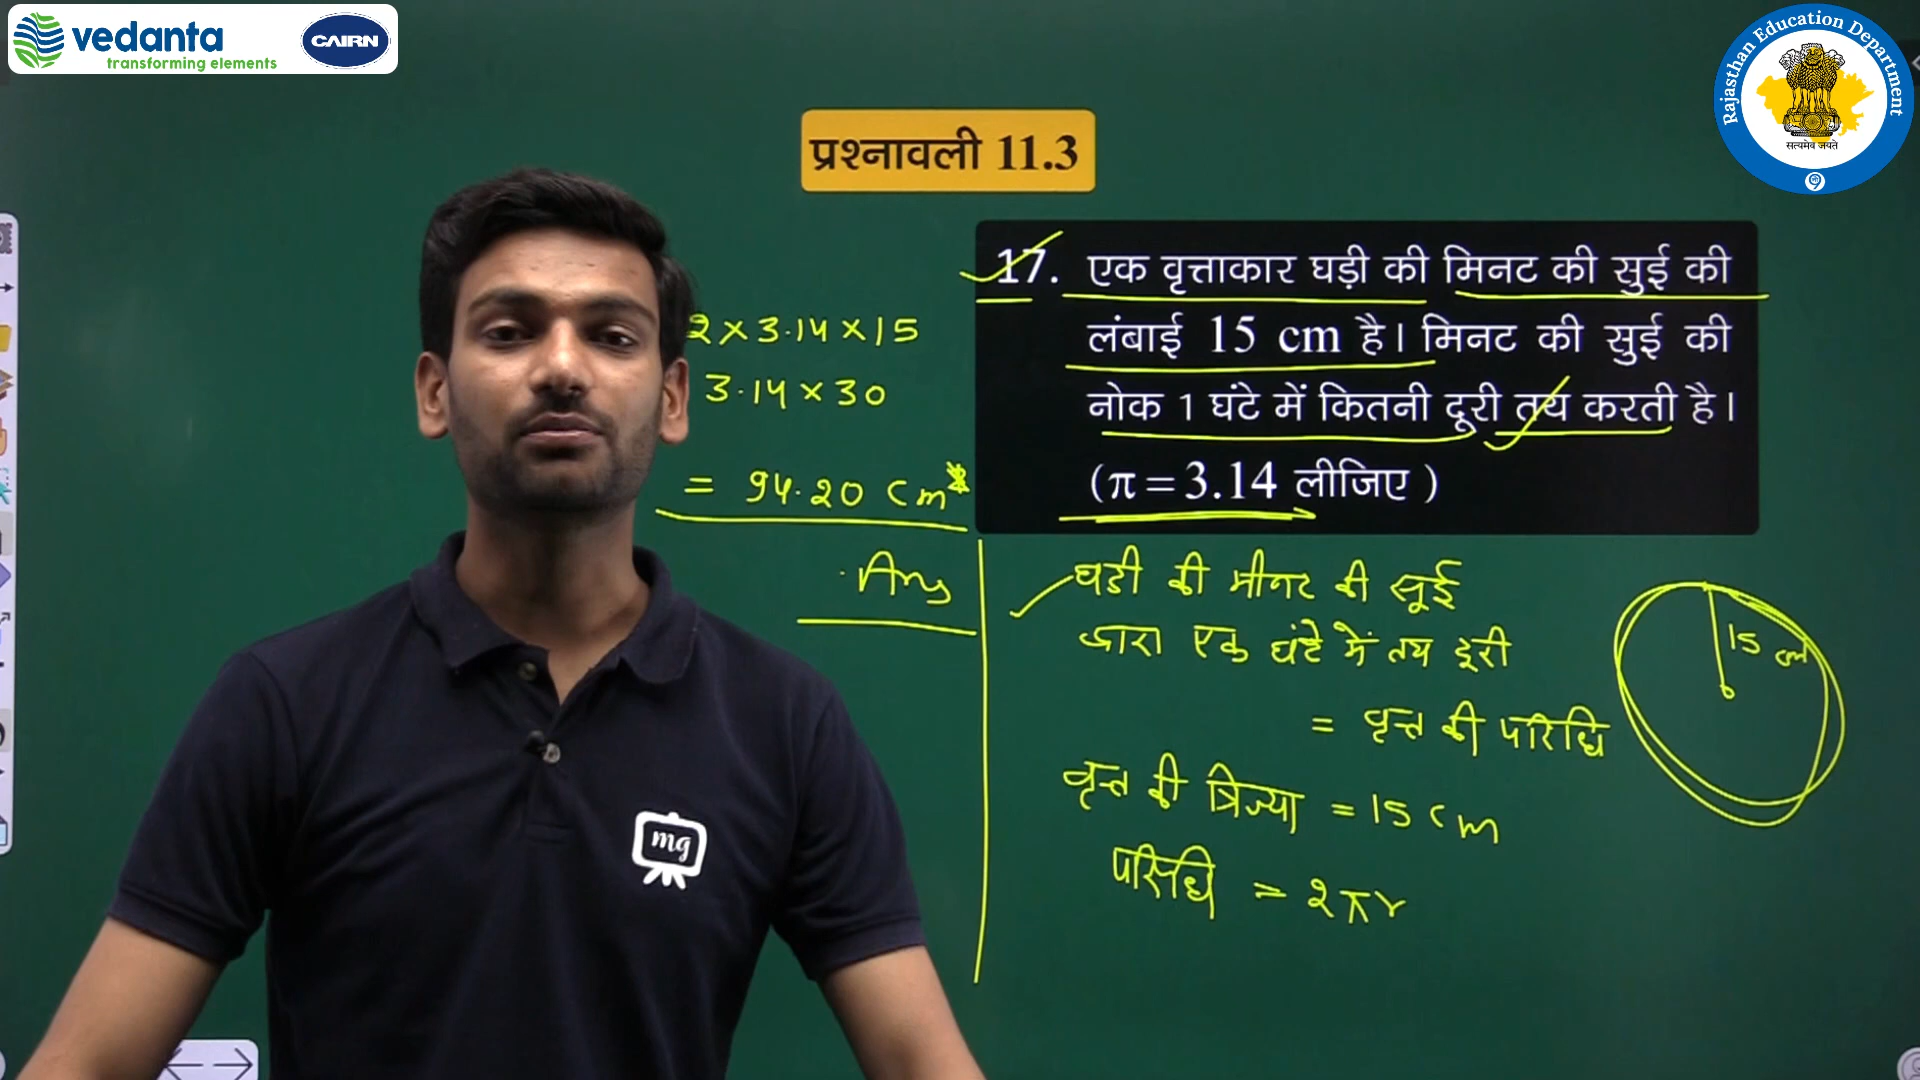 vedanta
transforming elements
CAIRN
Rajasthan Education Department
सत्यमेव जयते
प्रश्नावली 11.3
17. एक वृत्ताकार घड़ी की मिनट की सुई की
लंबाई 15 cm है। मिनट की सुई की
नोक 1 घंटे में कितनी दूरी तय करती है।
(π = 3.14 लीजिए )
2 × 3.14 × 15
3.14 × 30
= 94.20 cm
Ans
घडी की मीनट की सूई
द्वारा एक घंटे में तय दूरी
= वृत्त की परिधि
वृत्त की त्रिज्या = 15 cm
परिधि = 2πr
15 cm
mg